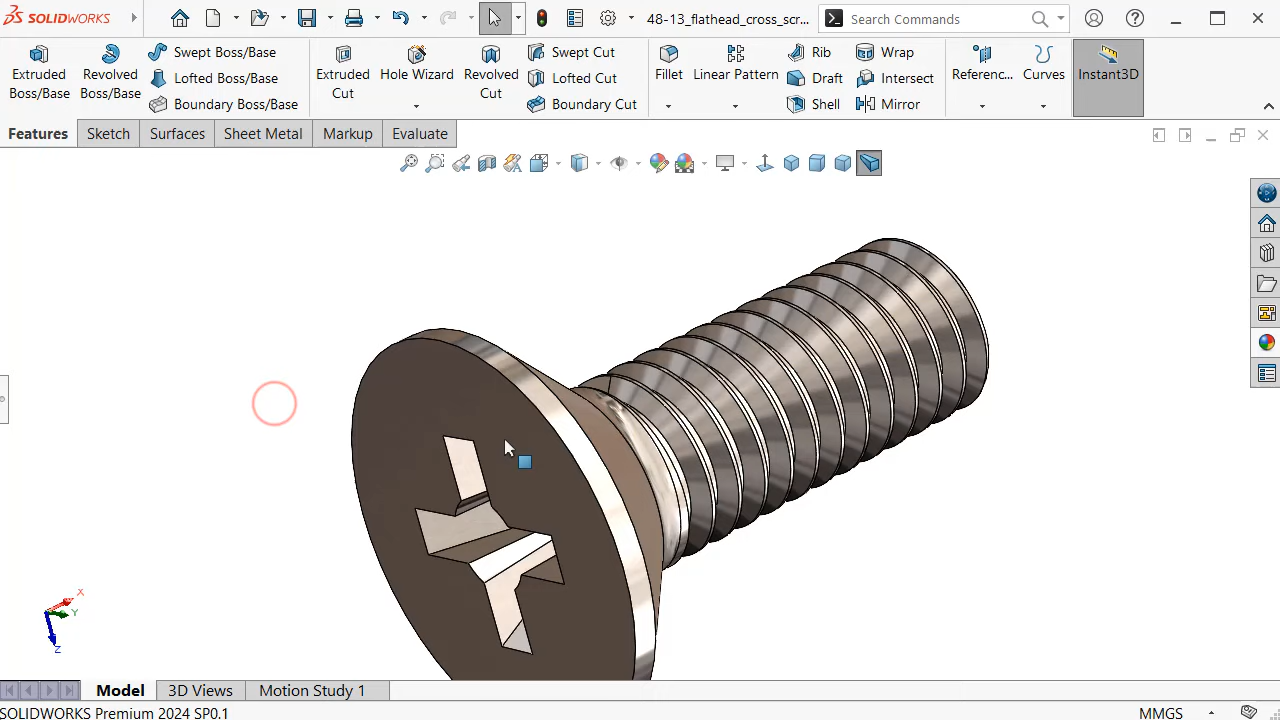 SOLIDWORKS
48-13_flathead_cross_scr...
Search Commands
Extruded Boss/Base
Revolved Boss/Base
Swept Boss/Base
Lofted Boss/Base
Boundary Boss/Base
Extruded Cut
Hole Wizard
Revolved Cut
Swept Cut
Lofted Cut
Boundary Cut
Fillet
Linear Pattern
Rib
Draft
Shell
Wrap
Intersect
Mirror
Referenc...
Curves
Instant3D
Features
Sketch
Surfaces
Sheet Metal
Markup
Evaluate
X
Y
Z
Model
3D Views
Motion Study 1
SOLIDWORKS Premium 2024 SP0.1
MMGS